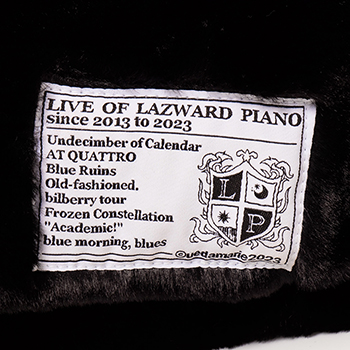 LIVE OF LAZWARD PIANO
since 2013 to 2023
Undecimber of Calendar
AT QUATTRO
Blue Ruins
Old-fashioned.
bilberry tour
Frozen Constellation
"Academic!"
blue morning, blues
L
P
©uedamarie2023